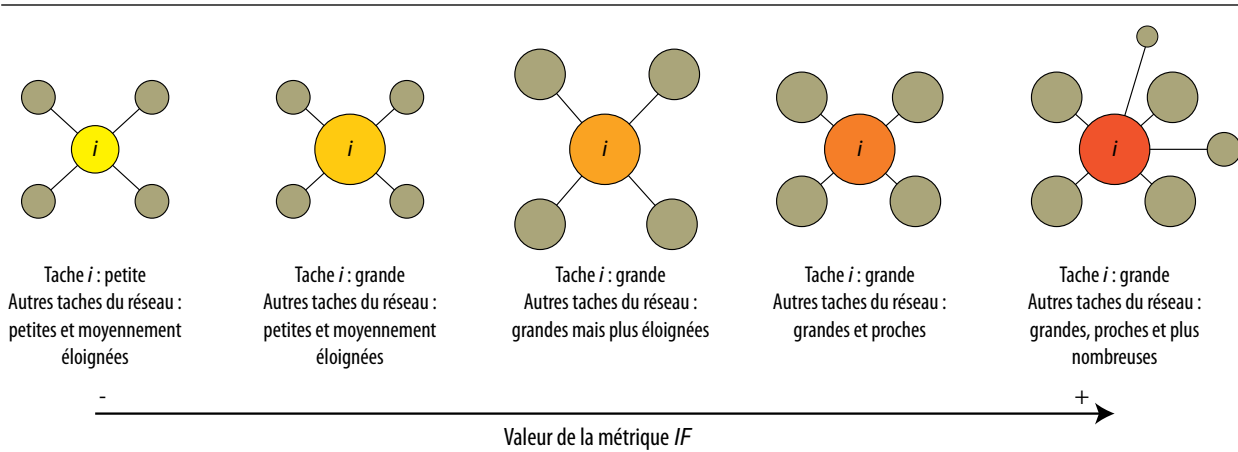 i
i
i
i
i
Tache i : petite
Autres taches du réseau :
petites et moyennement
éloignées
Tache i : grande
Autres taches du réseau :
petites et moyennement
éloignées
Tache i : grande
Autres taches du réseau :
grandes mais plus éloignées
Tache i : grande
Autres taches du réseau :
grandes et proches
Tache i : grande
Autres taches du réseau :
grandes, proches et plus
nombreuses
-
+
Valeur de la métrique IF